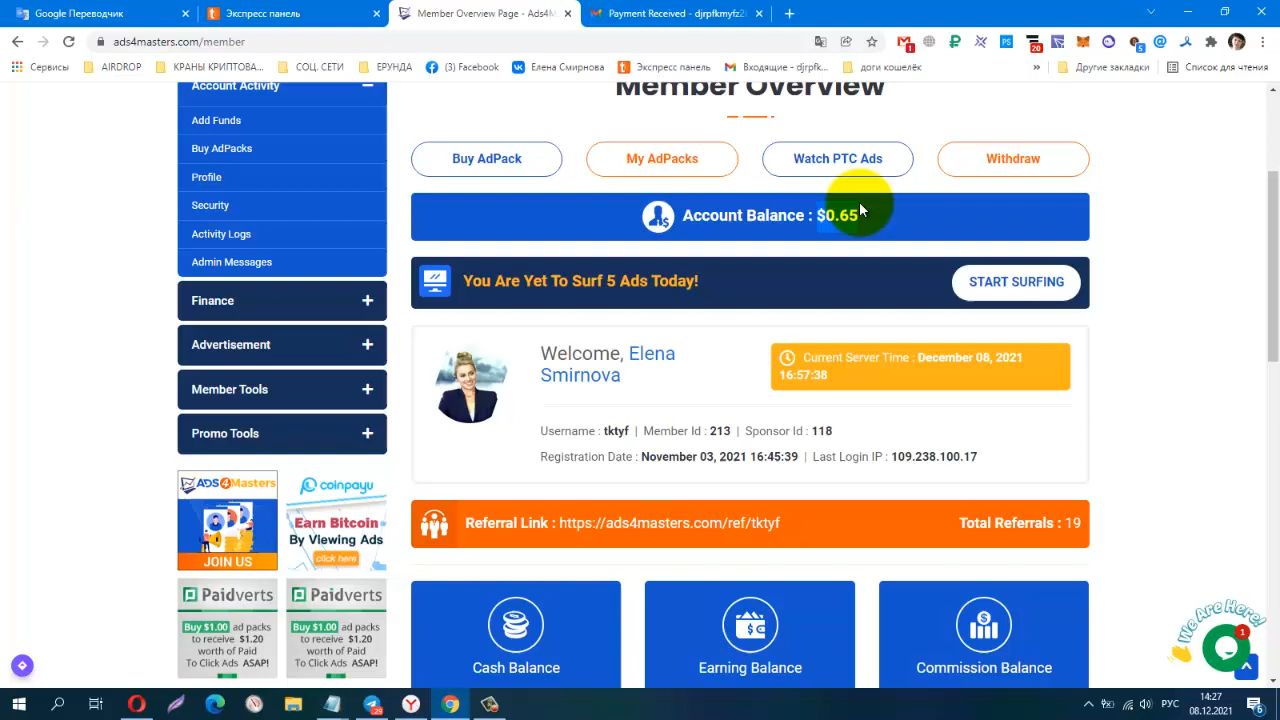 Google Переводчик
Экспресс панель
Member Overview Page - Ads4M
Payment Received - djrpfkmyfz2
ads4masters.com/member
Сервисы
AIRDROP
КРАНЫ КРИПТОВА...
СОЦ. СЕТИ
ЕРУНДА
(3) Facebook
Елена Смирнова
Экспресс панель
Входящие - djrpfk...
доги кошелёк
»
Другие закладки
Список для чтения
Account Activity
Add Funds
Buy AdPacks
Profile
Security
Activity Logs
Admin Messages
Finance
Advertisement
Member Tools
Promo Tools
ADS4Masters
JOIN US
coinpayu
Earn Bitcoin
By Viewing Ads
click here
Paidverts
Buy $1.00 ad packs
to receive $1.20
worth of Paid
To Click Ads ASAP!
Paidverts
Buy $1.00 ad packs
to receive $1.20
worth of Paid
To Click Ads ASAP!
Member Overview
Buy AdPack
My AdPacks
Watch PTC Ads
Withdraw
Account Balance : $0.65
You Are Yet To Surf 5 Ads Today!
START SURFING
Welcome, Elena
Smirnova
Current Server Time : December 08, 2021
16:57:38
Username : tktyf | Member Id : 213 | Sponsor Id : 118
Registration Date : November 03, 2021 16:45:39 | Last Login IP : 109.238.100.17
Referral Link : https://ads4masters.com/ref/tktyf
Total Referrals : 19
Cash Balance
Earning Balance
Commission Balance
We Are Here!
1
РУС
14:27
08.12.2021